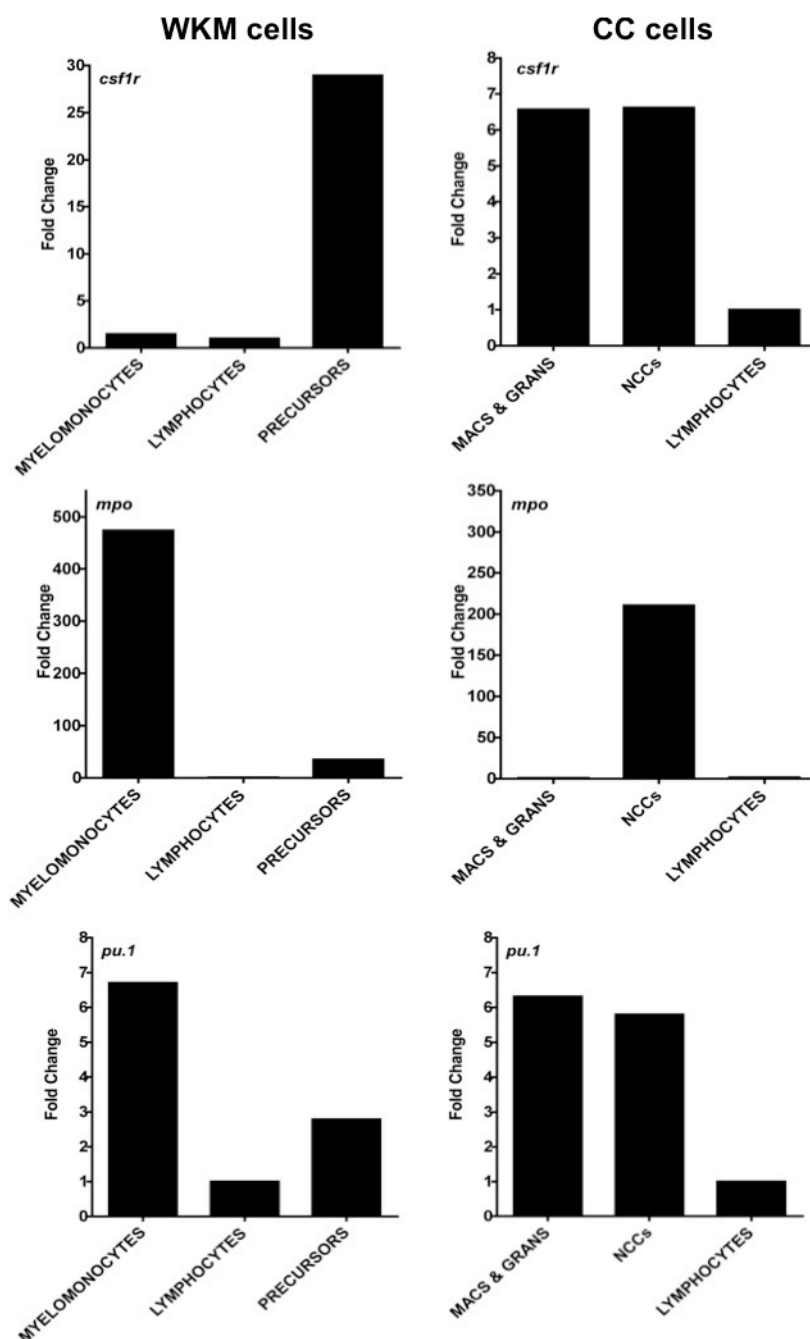 WKM cells
CC cells
csf1r
Fold Change
30
25
20
15
10
5
0
MYELOMONOCYTES
LYMPHOCYTES
PRECURSORS
csf1r
Fold Change
8
7
6
5
4
3
2
1
0
MACS & GRANS
NCCs
LYMPHOCYTES
mpo
Fold Change
500
400
300
200
100
0
MYELOMONOCYTES
LYMPHOCYTES
PRECURSORS
mpo
Fold Change
350
300
250
200
150
100
50
0
MACS & GRANS
NCCs
LYMPHOCYTES
pu.1
Fold Change
8
7
6
5
4
3
2
1
0
MYELOMONOCYTES
LYMPHOCYTES
PRECURSORS
pu.1
Fold Change
8
7
6
5
4
3
2
1
0
MACS & GRANS
NCCs
LYMPHOCYTES